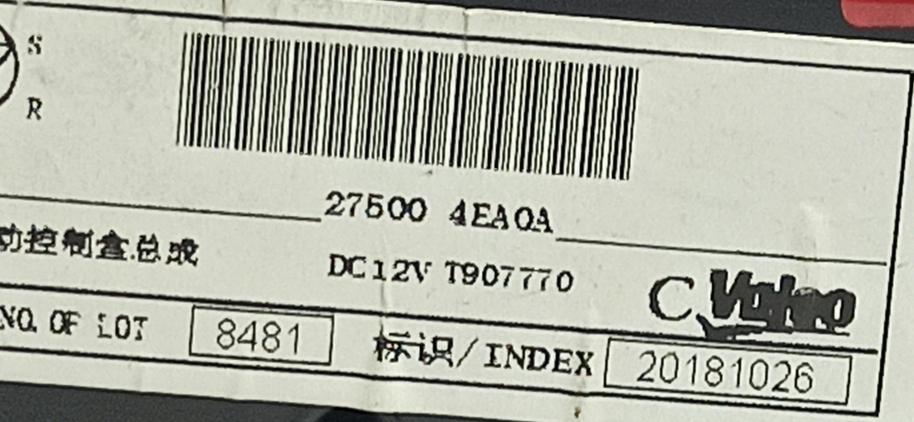 S
R
27500 4EA0A
动控制盒总成
DC12V T907770
C Valeo
NO. OF LOT 8481 标识/INDEX 20181026